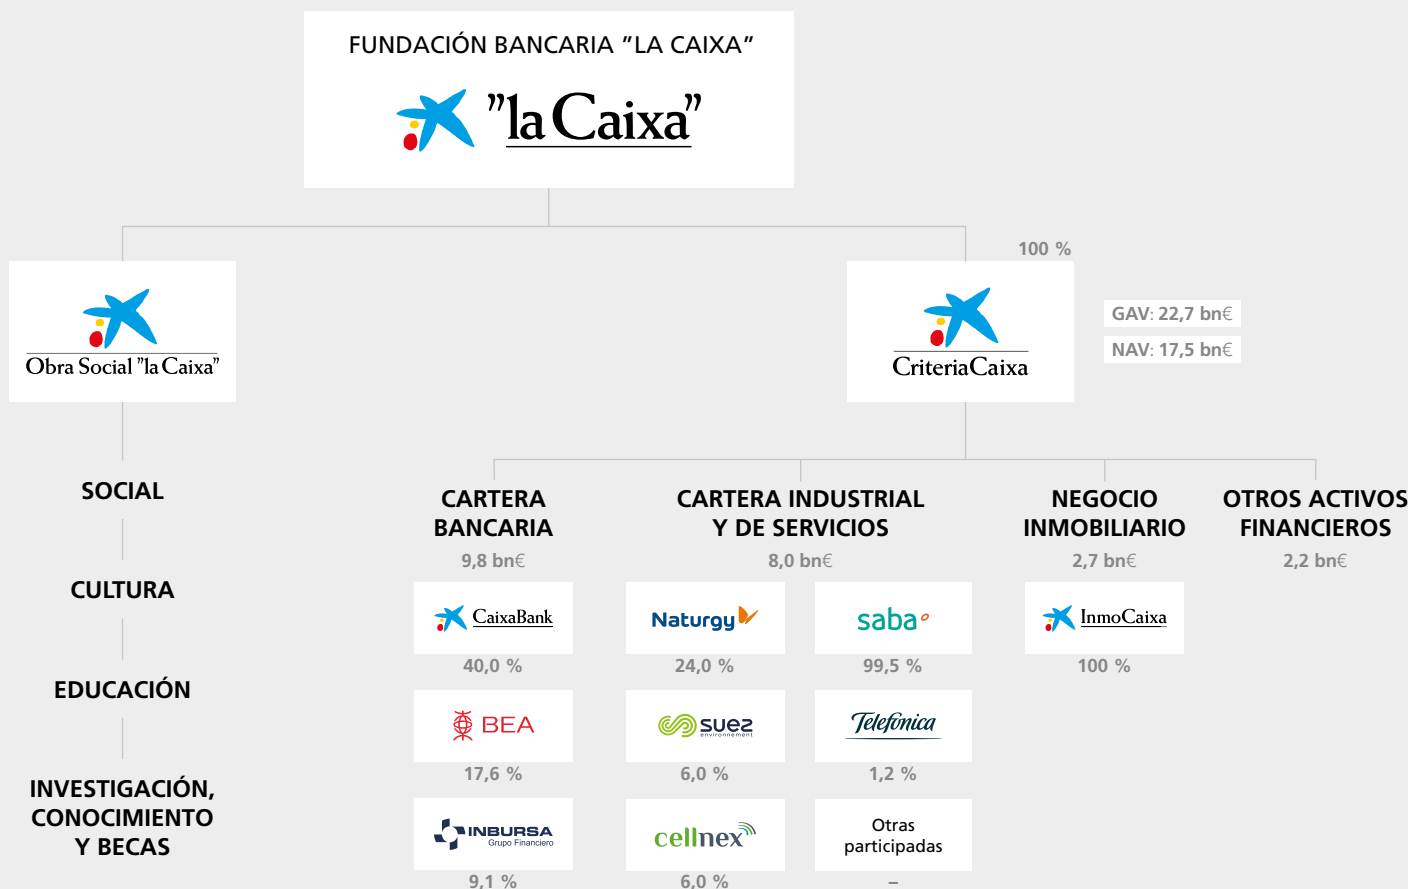 FUNDACIÓN BANCARIA ”LA CAIXA”
”la Caixa”
100 %
Obra Social ”la Caixa”
CriteriaCaixa
GAV: 22,7 bn€
NAV: 17,5 bn€
SOCIAL
CULTURA
EDUCACIÓN
INVESTIGACIÓN,
CONOCIMIENTO
Y BECAS
CARTERA
BANCARIA
9,8 bn€
CaixaBank
40,0 %
BEA
17,6 %
INBURSA
Grupo Financiero
9,1 %
CARTERA INDUSTRIAL
Y DE SERVICIOS
8,0 bn€
Naturgy
24,0 %
saba
99,5 %
suez
environnement
6,0 %
Telefónica
1,2 %
cellnex
6,0 %
Otras
participadas
–
NEGOCIO
INMOBILIARIO
2,7 bn€
InmoCaixa
100 %
OTROS ACTIVOS
FINANCIEROS
2,2 bn€